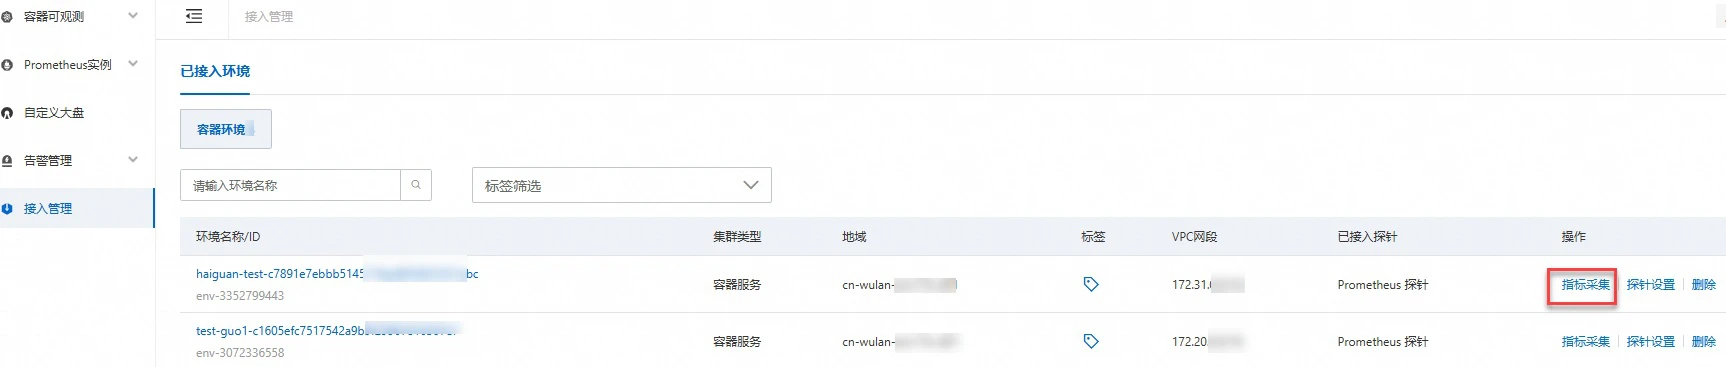 容器可观测
接入管理
Prometheus实例
已接入环境
自定义大盘
容器环境
告警管理
请输入环境名称
标签筛选
接入管理
环境名称/ID 集群类型 地域 标签 VPC网段 已接入探针 操作
haiguan-test-c7891e7ebbb5145 bc 容器服务 cn-wulan- 172.31. Prometheus 探针 指标采集 探针设置 删除
env-3352799443
test-guo1-c1605efc7517542a9b 容器服务 cn-wulan- 172.20. Prometheus 探针 指标采集 探针设置 删除
env-3072336558